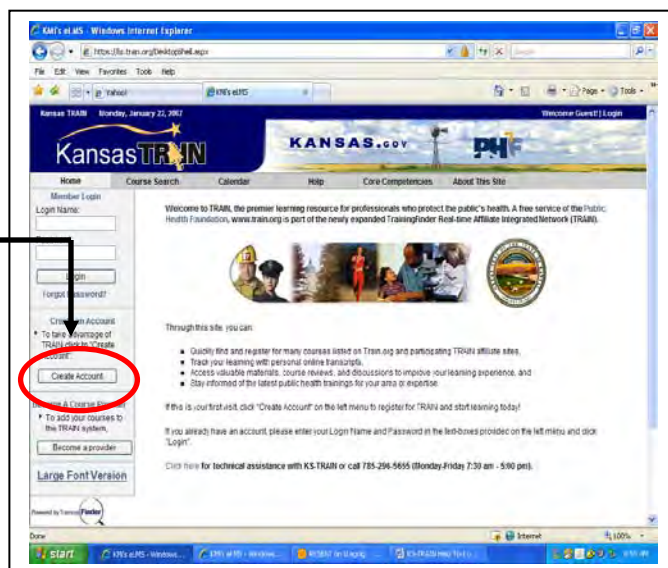 KMI's eLMS - Windows Internet Explorer
File Edit View Favorites Tools Help
Yahoo! KMI's eLMS Page Tools
Kansas TRAIN Monday, January 22, 2007 Welcome Guest! | Login
KansasTRAIN KANSAS.GOV PHF
Home Course Search Calendar Help Core Competencies About This Site
Member Login
Login Name:
Login
Forgot Password?
Account
To take advantage of
TRAIN click to "Create
Account".
Create Account
Become A Course Provider
To add your courses to
the TRAIN system,
Become a provider
Large Font Version
Powered by Training Finder
Welcome to TRAIN, the premier learning resource for professionals who protect the public's health. A free service of the Public
Health Foundation, www.train.org is part of the newly expanded TrainingFinder Real-time Affiliate Integrated Network (TRAIN).
Through this site, you can:
Quickly find and register for many courses listed on Train.org and participating TRAIN affiliate sites,
Track your learning with personal online transcripts,
Access valuable materials, course reviews, and discussions to improve your learning experience, and
Stay informed of the latest public health trainings for your area or expertise.
If this is your first visit, click "Create Account" on the left menu to register for TRAIN and start learning today!
If you already have an account, please enter your Login Name and Password in the text-boxes provided on the left menu and click
"Login".
Click here for technical assistance with KS-TRAIN or call 785-296-5655 (Monday-Friday 7:30 am - 5:00 pm).
Done Internet 100%
start KMI's eLMS - Windows... KMI's eLMS - Windows...